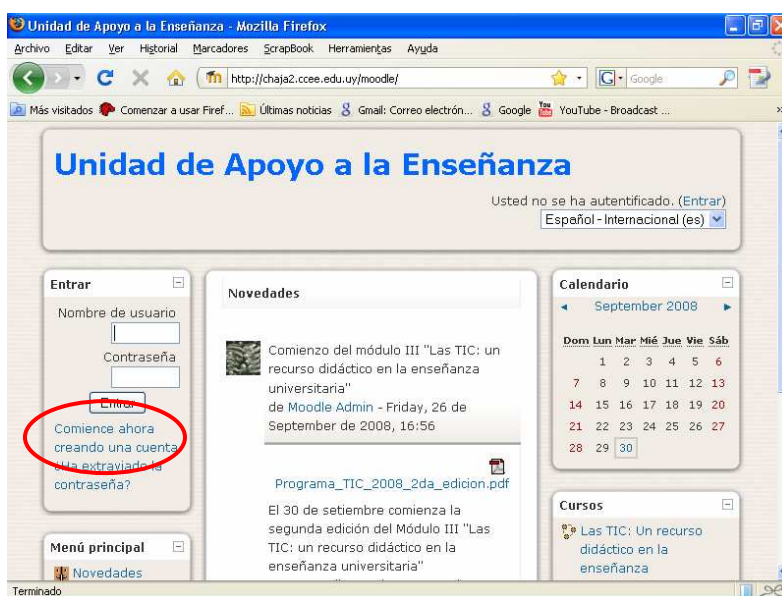 Unidad de Apoyo a la Enseñanza - Mozilla Firefox
Archivo Editar Ver Historial Marcadores ScrapBook Herramientas Ayuda
http://chaja2.ccee.edu.uy/moodle/
G Google
Más visitados Comenzar a usar Firef... Últimas noticias Gmail: Correo electrón... Google YouTube - Broadcast ... »
Unidad de Apoyo a la Enseñanza
Usted no se ha autentificado. (Entrar)
Español - Internacional (es)
Entrar
Nombre de usuario
Contraseña
Entrar
Comience ahora
creando una cuenta
¿Ha extraviado la
contraseña?
Menú principal
Novedades
Novedades
Comienzo del módulo III "Las TIC: un
recurso didáctico en la enseñanza
universitaria"
de Moodle Admin - Friday, 26 de
September de 2008, 16:56
Programa_TIC_2008_2da_edicion.pdf
El 30 de setiembre comienza la
segunda edición del Módulo III "Las
TIC: un recurso didáctico en la
enseñanza universitaria"
Calendario
◄ September 2008 ►
Dom Lun Mar Mié Jue Vie Sáb
1 2 3 4 5 6
7 8 9 10 11 12 13
14 15 16 17 18 19 20
21 22 23 24 25 26 27
28 29 30
Cursos
Las TIC: Un recurso
didáctico en la
enseñanza
Terminado